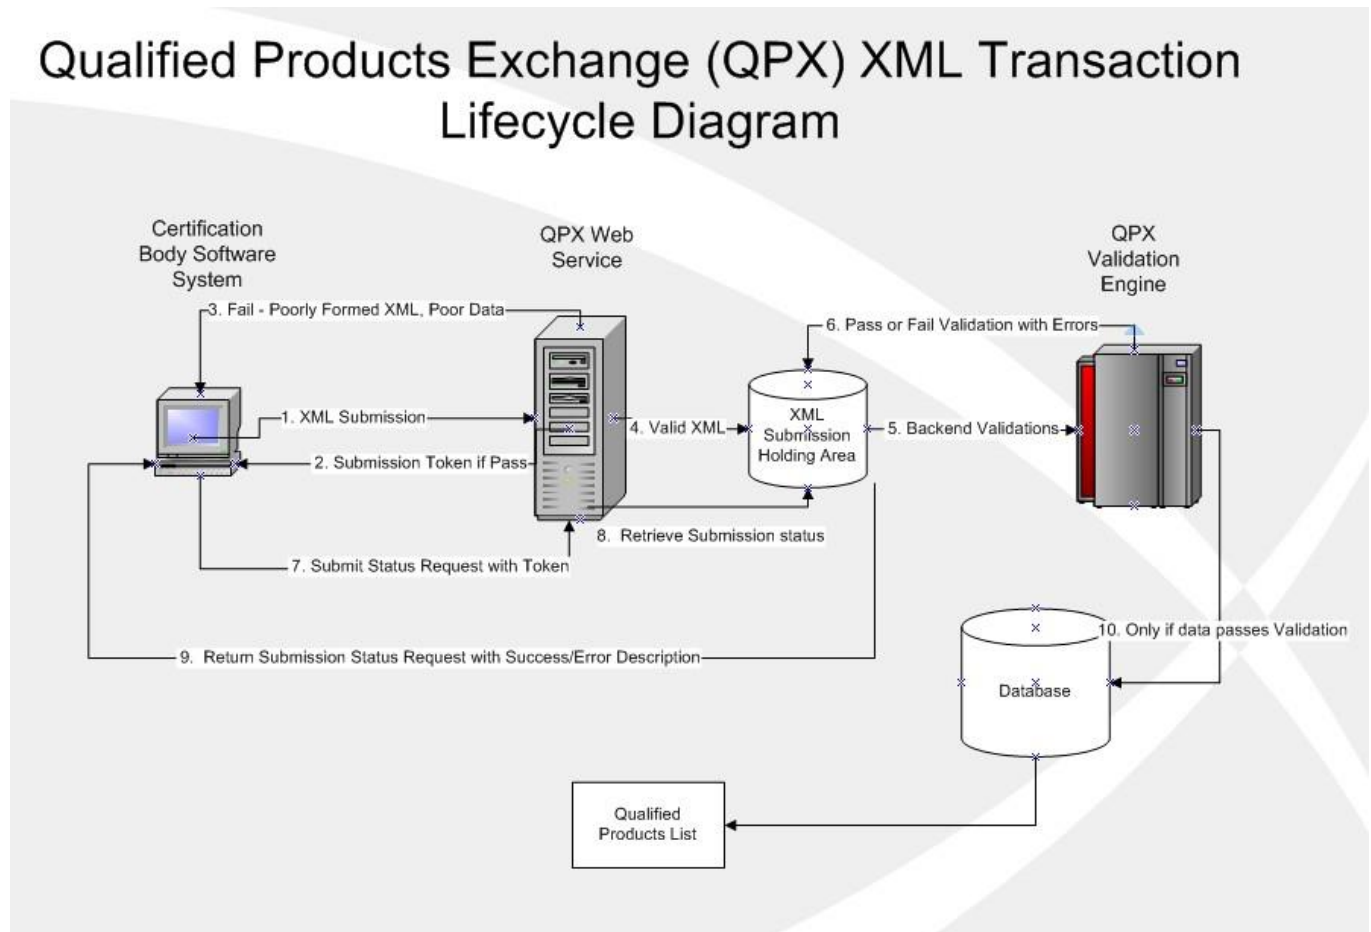 Qualified Products Exchange (QPX) XML Transaction
Lifecycle Diagram
Certification
Body Software
System
QPX Web
Service
QPX
Validation
Engine
3. Fail - Poorly Formed XML, Poor Data
6. Pass or Fail Validation with Errors
1. XML Submission
4. Valid XML
XML
Submission
Holding Area
5. Backend Validations
2. Submission Token if Pass
8. Retrieve Submission status
7. Submit Status Request with Token
10. Only if data passes Validation
9. Return Submission Status Request with Success/Error Description
Database
Qualified
Products List